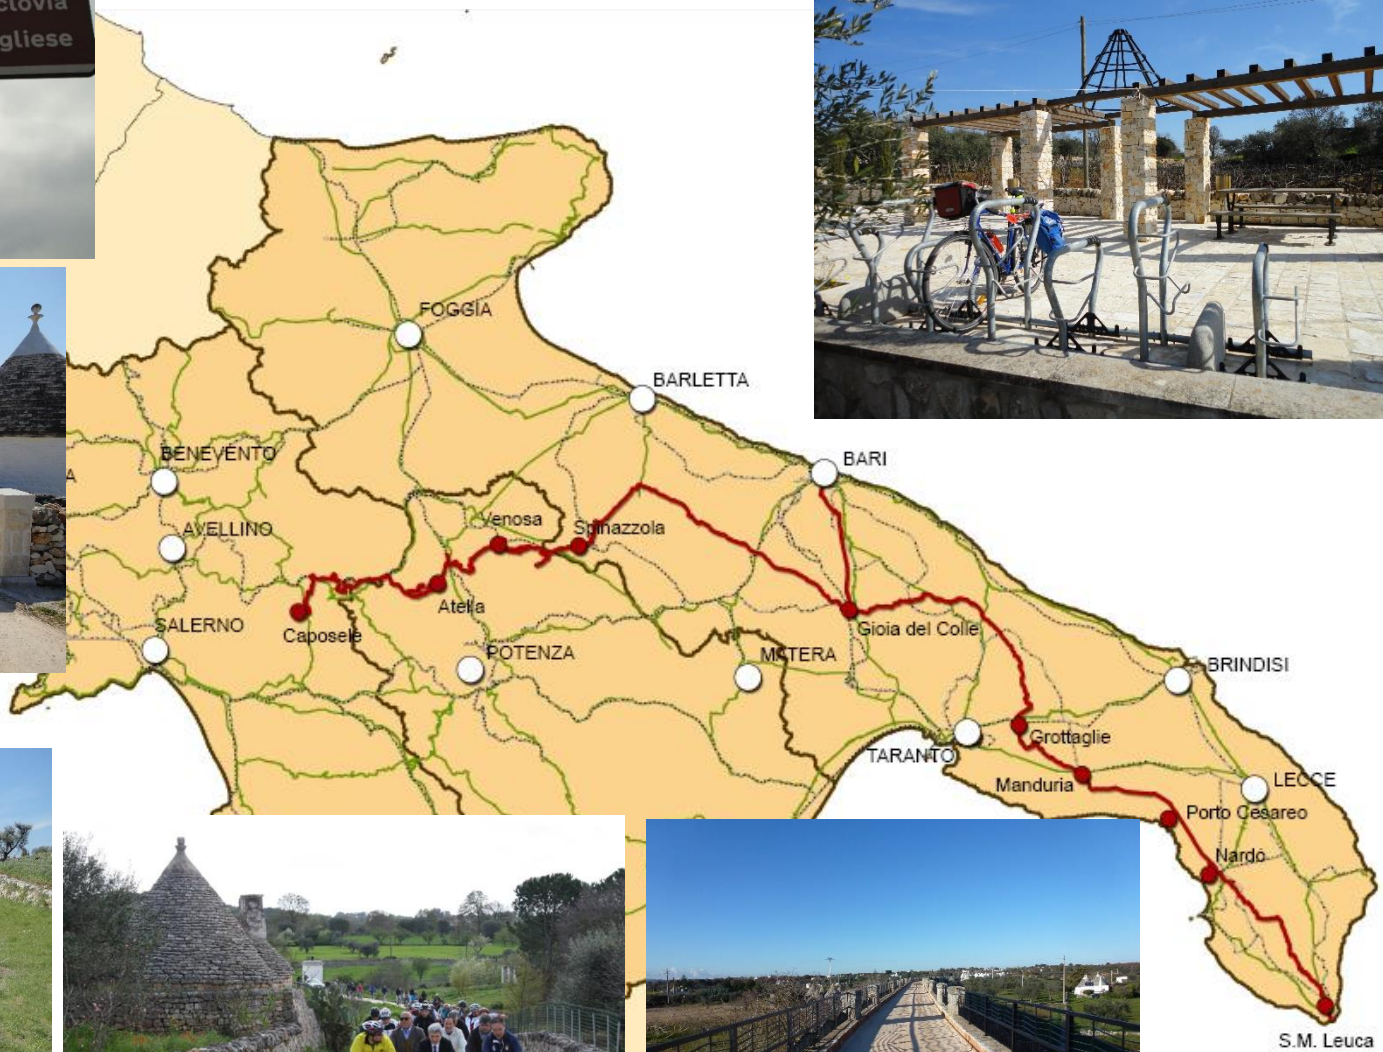 clovia
gliese
FOGGIA
BARLETTA
BARI
BENEVENTO
A
AVELLINO
Venosa
Spinazzola
Atella
SALERNO
Caposele
Gioia del Colle
POTENZA
MATERA
BRINDISI
Grottaglie
TARANTO
Manduria
LECCE
Porto Cesareo
Nardò
S.M. Leuca